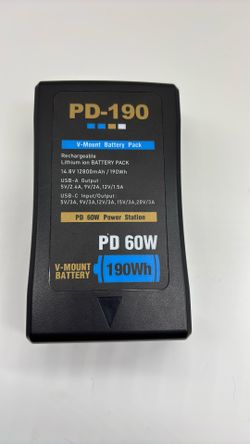 PD-190
V-Mount Battery Pack
Rechargeable
Lithium ion BATTERY PACK
14.8V 12800mAh / 190Wh
USB-A Output:
5V/2.4A, 9V/2A, 12V/1.5A
USB-C Input/Output:
5V/3A, 9V/3A,12V/3A, 15V/3A,20V/3A
PD 60W Power Station
PD 60W
V-MOUNT
BATTERY
190Wh